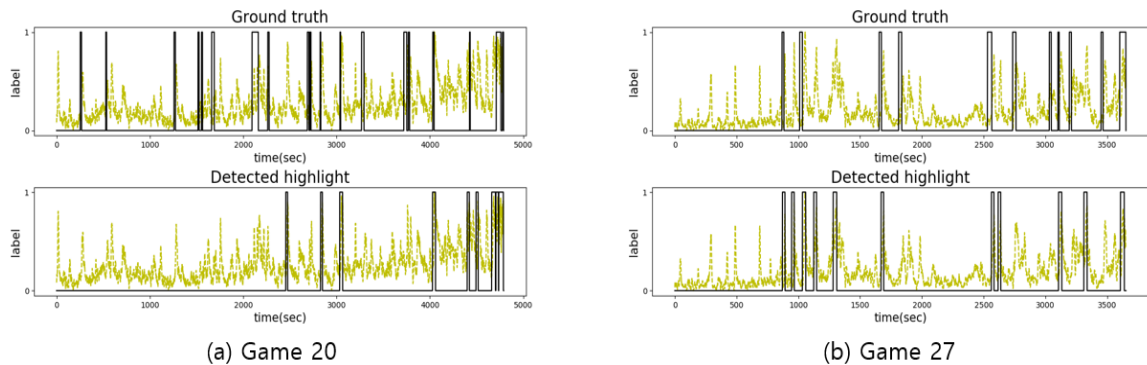 Ground truth
1
label
0
0 1000 2000 3000 4000 5000
time(sec)
Detected highlight
1
label
0
0 1000 2000 3000 4000 5000
time(sec)
(a) Game 20
Ground truth
1
label
0
0 500 1000 1500 2000 2500 3000 3500
time(sec)
Detected highlight
1
label
0
0 500 1000 1500 2000 2500 3000 3500
time(sec)
(b) Game 27